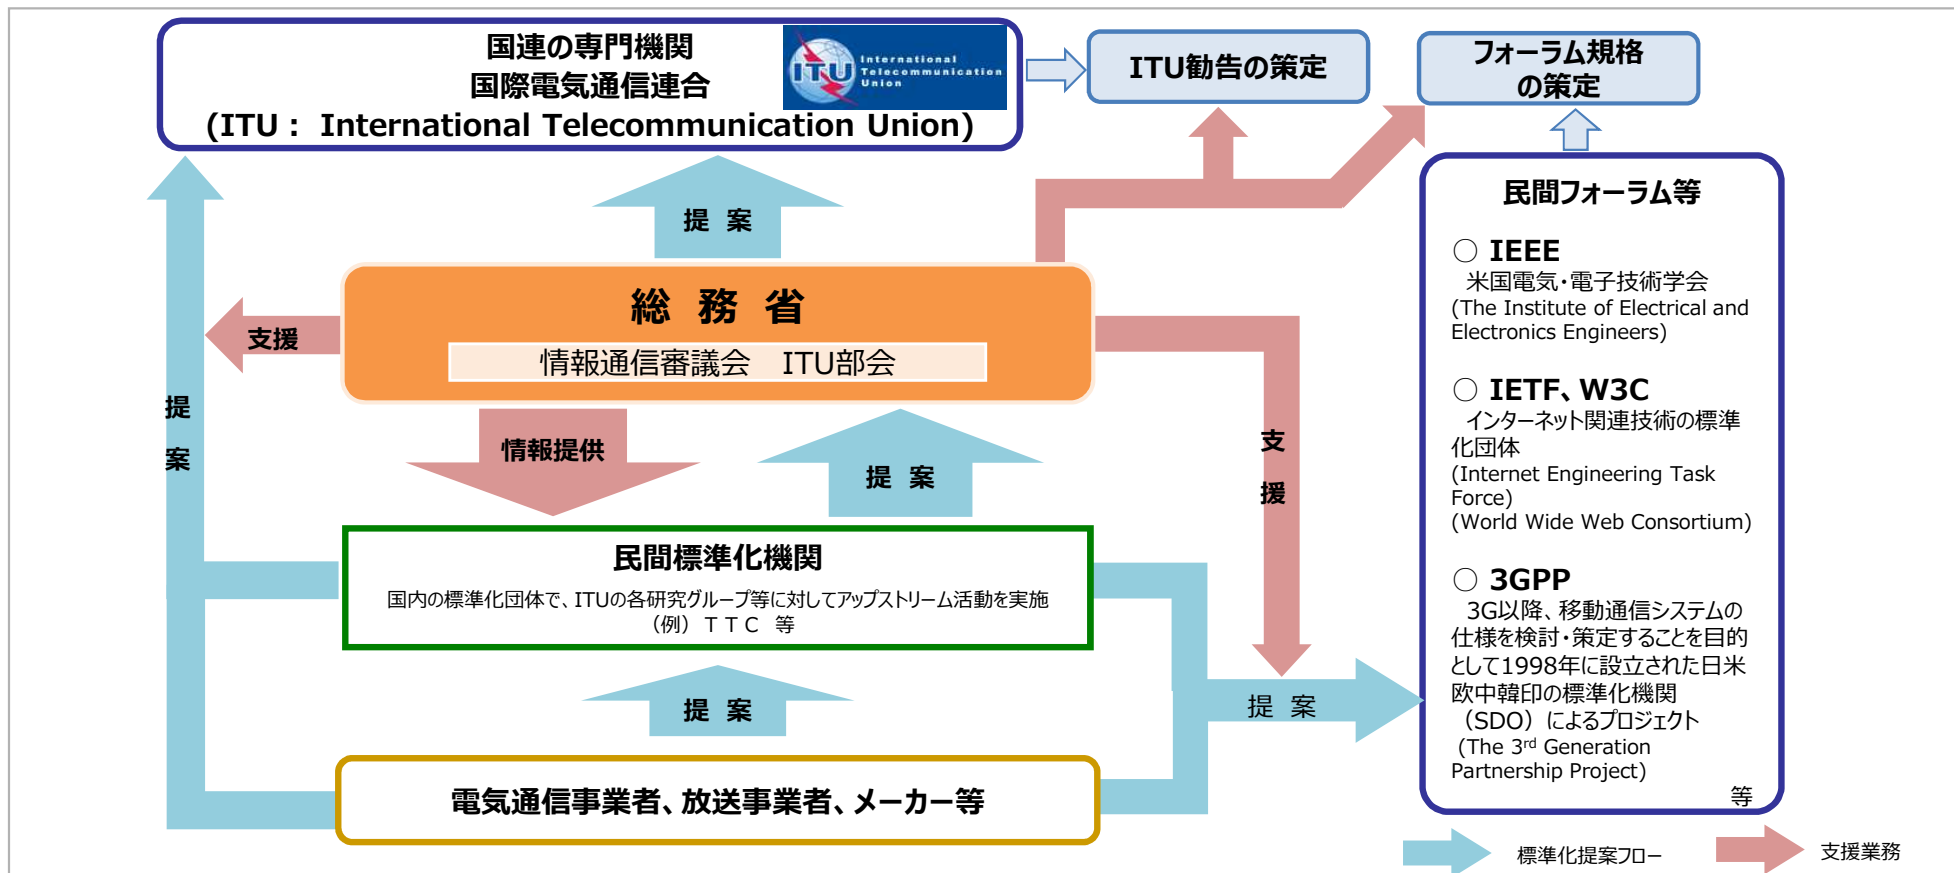 国連の専門機関
国際電気通信連合
(ITU： International Telecommunication Union)
ITU
International
Telecommunication
Union
ITU勧告の策定
フォーラム規格
の策定
提 案
総 務 省
情報通信審議会　ITU部会
支援
提
案
情報提供
提 案
支
援
民間標準化機関
国内の標準化団体で、ITUの各研究グループ等に対してアップストリーム活動を実施
（例）ＴＴＣ 等
提 案
提 案
電気通信事業者、放送事業者、メーカー等
民間フォーラム等
○ IEEE
米国電気・電子技術学会
(The Institute of Electrical and
Electronics Engineers)
○ IETF、W3C
インターネット関連技術の標準
化団体
(Internet Engineering Task
Force)
(World Wide Web Consortium)
○ 3GPP
3G以降、移動通信システムの
仕様を検討・策定することを目的
として1998年に設立された日米
欧中韓印の標準化機関
（SDO）によるプロジェクト
(The 3rd Generation
Partnership Project)
等
標準化提案フロー
支援業務